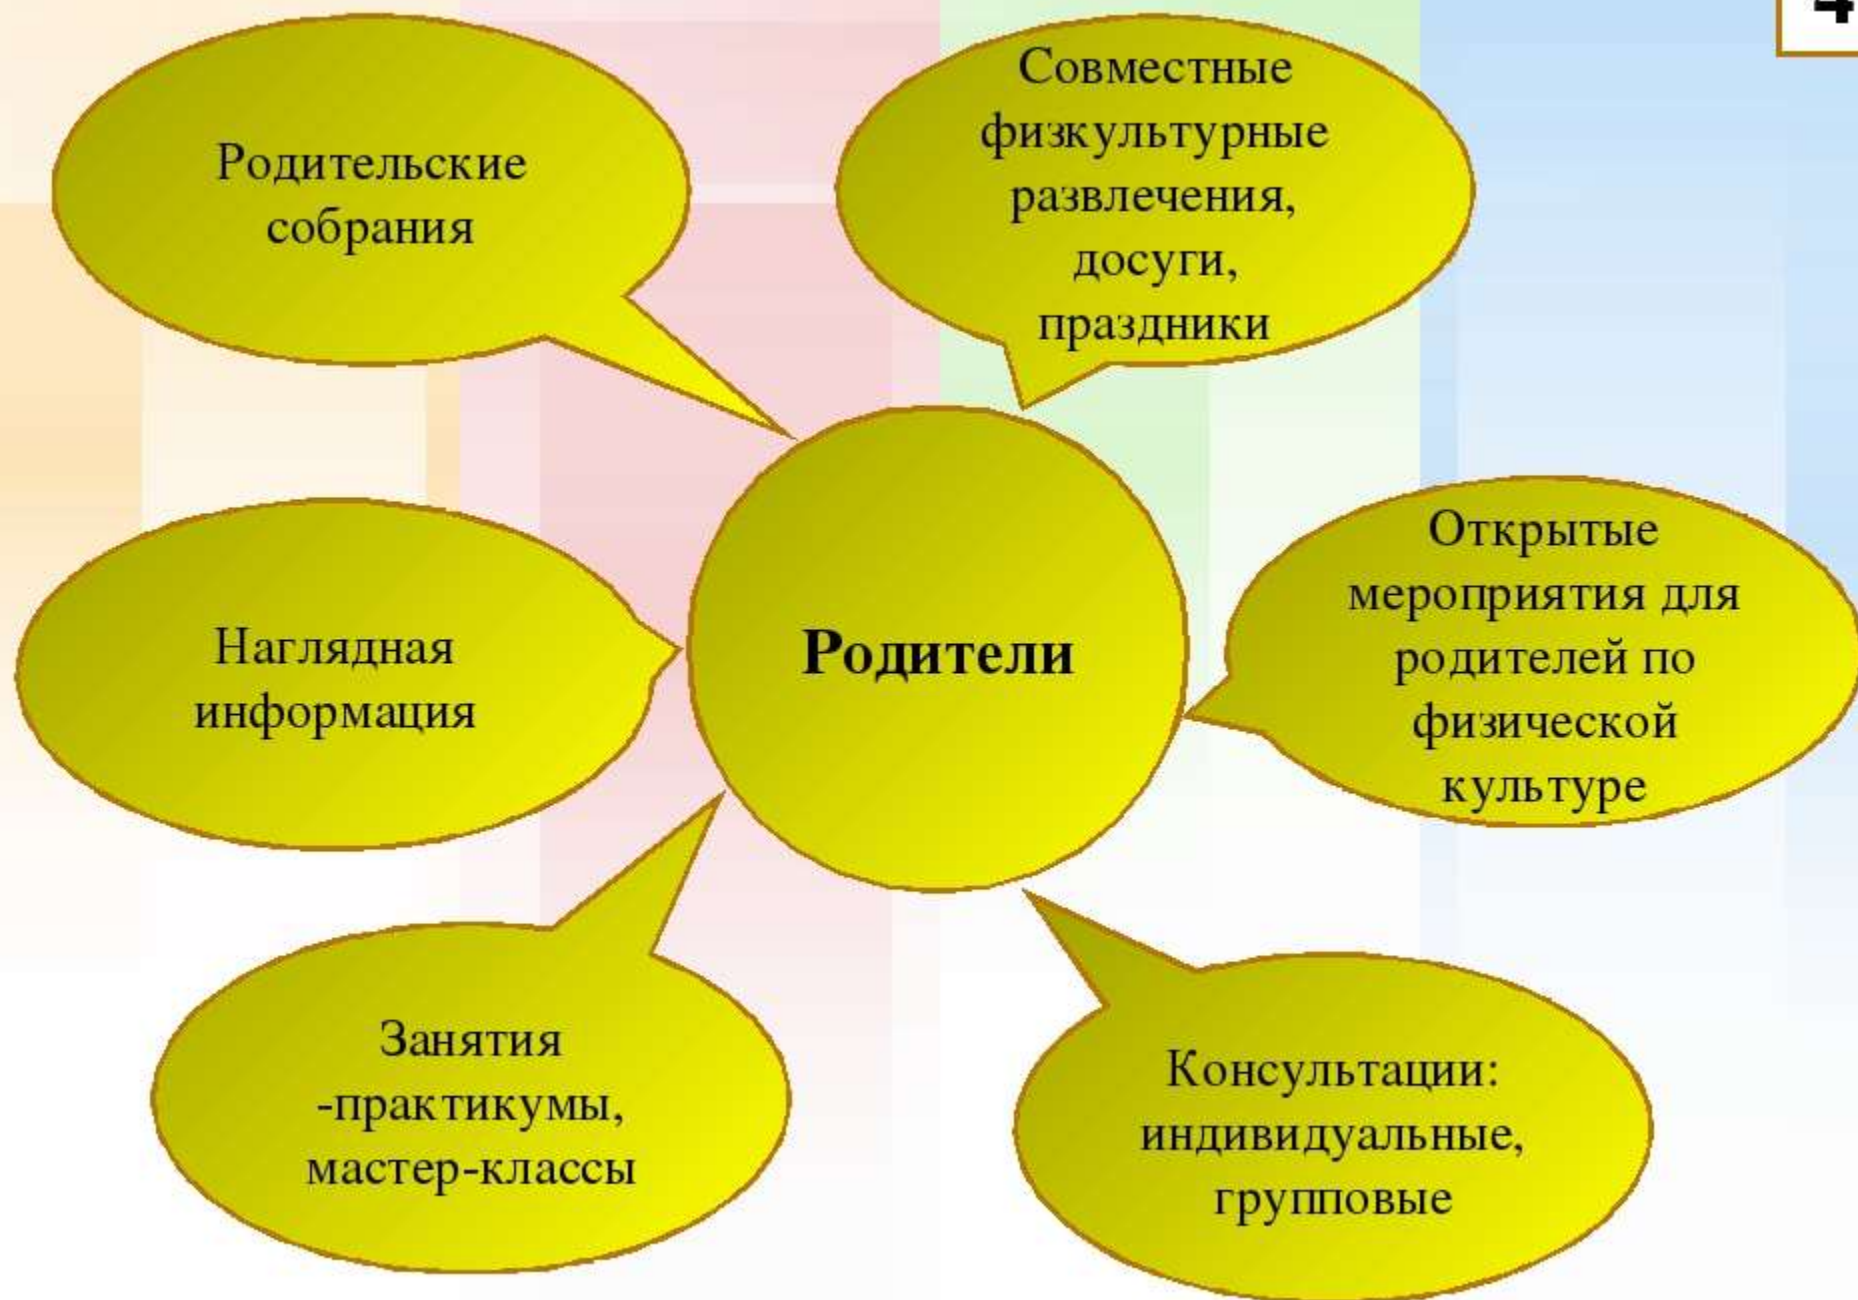 4
Родительские
собрания
Совместные
физкультурные
развлечения,
досуги,
праздники
Наглядная
информация
Родители
Открытые
мероприятия для
родителей по
физической
культуре
Занятия
-практикумы,
мастер-классы
Консультации:
индивидуальные,
групповые